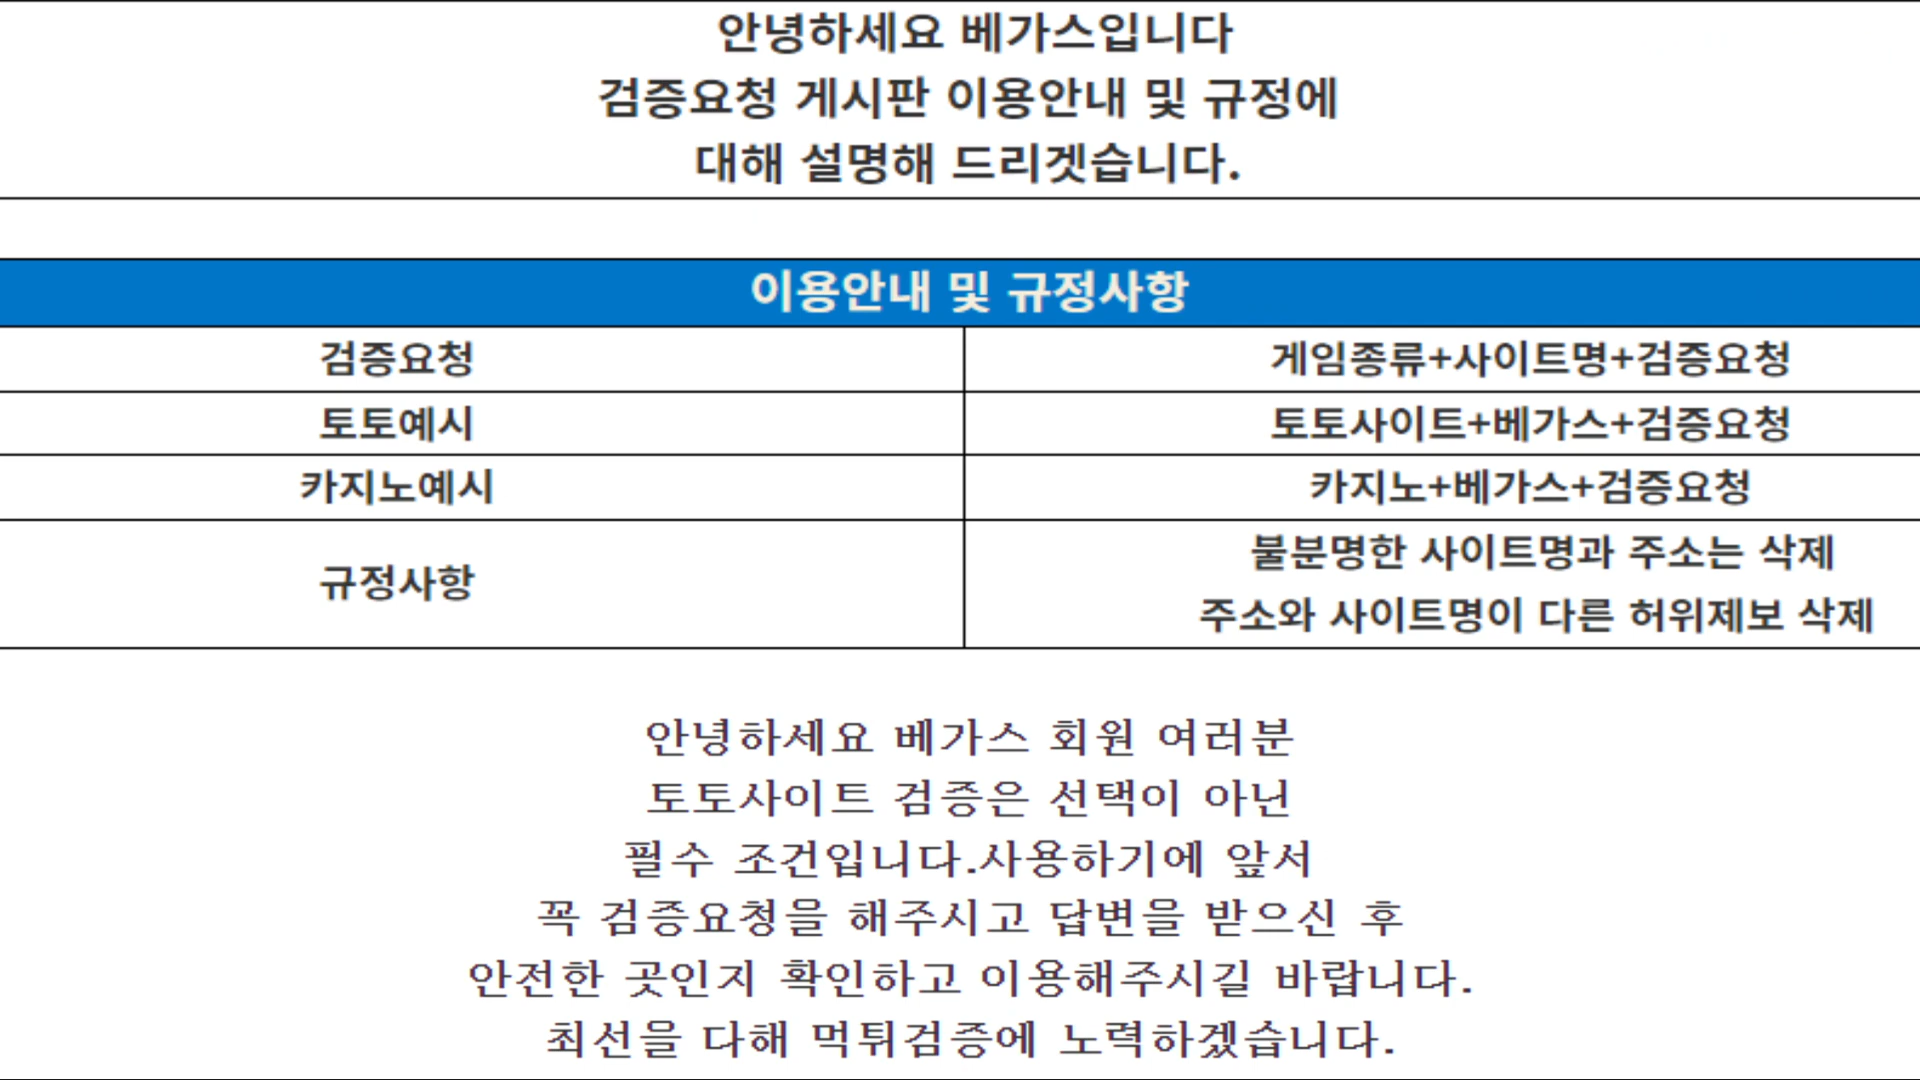 안녕하세요 베가스입니다
검증요청 게시판 이용안내 및 규정에
대해 설명해 드리겟습니다.
이용안내 및 규정사항
검증요청 게임종류+사이트명+검증요청
토토예시 토토사이트+베가스+검증요청
카지노예시 카지노+베가스+검증요청
규정사항
불분명한 사이트명과 주소는 삭제
주소와 사이트명이 다른 허위제보 삭제
안녕하세요 베가스 회원 여러분
토토사이트 검증은 선택이 아닌
필수 조건입니다.사용하기에 앞서
꼭 검증요청을 해주시고 답변을 받으신 후
안전한 곳인지 확인하고 이용해주시길 바랍니다.
최선을 다해 먹튀검증에 노력하겠습니다.